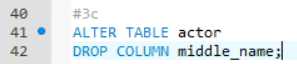 40 #3c
41 ALTER TABLE actor
42 DROP COLUMN middle_name;